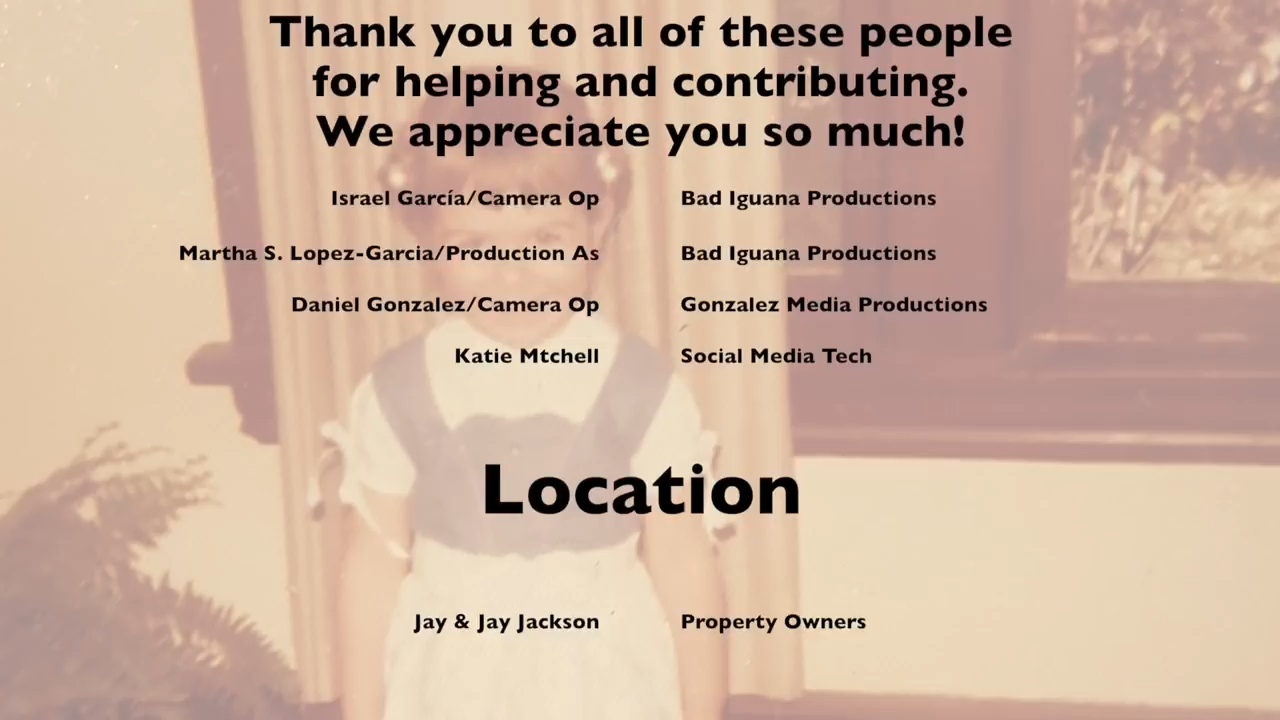 Thank you to all of these people
for helping and contributing.
We appreciate you so much!
Israel García/Camera Op Bad Iguana Productions
Martha S. Lopez-Garcia/Production As Bad Iguana Productions
Daniel Gonzalez/Camera Op Gonzalez Media Productions
Katie Mtchell Social Media Tech
Location
Jay & Jay Jackson Property Owners